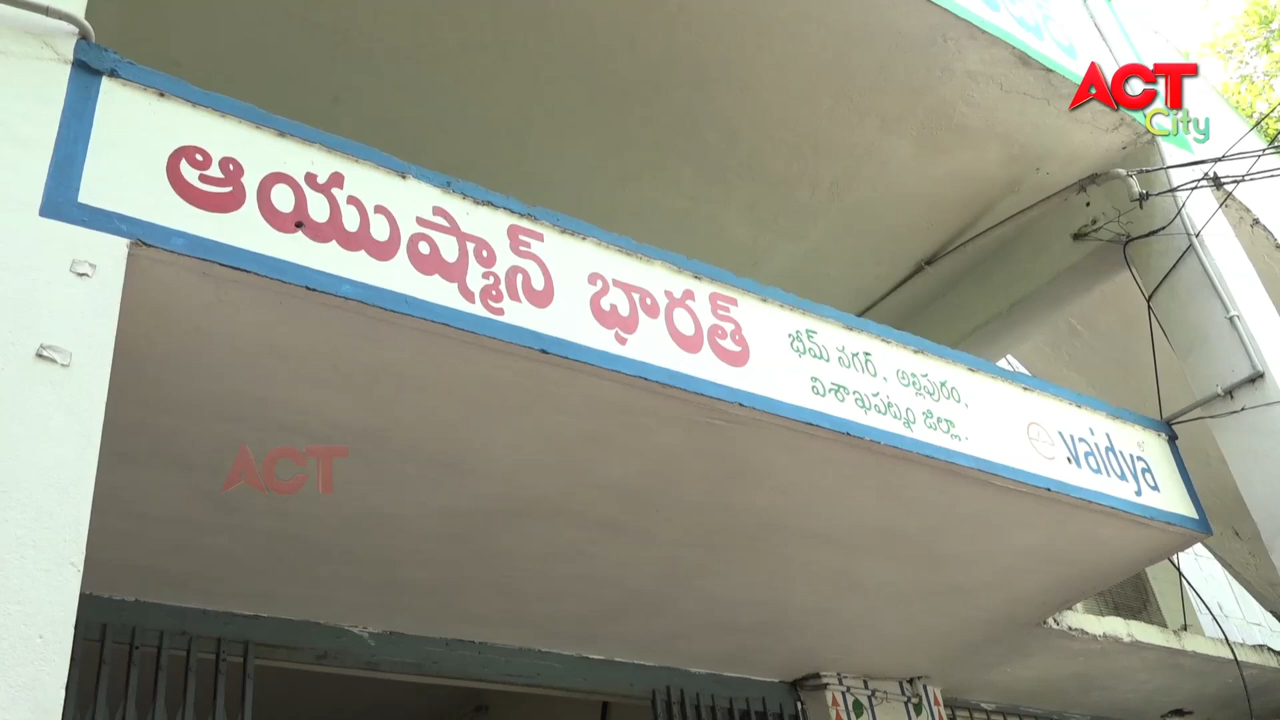 ACT
City
ఆయుష్మాన్ భారత్
భీమ్ నగర్, అల్లిపురం,
విశాఖపట్నం జిల్లా.
e vaidya
ACT